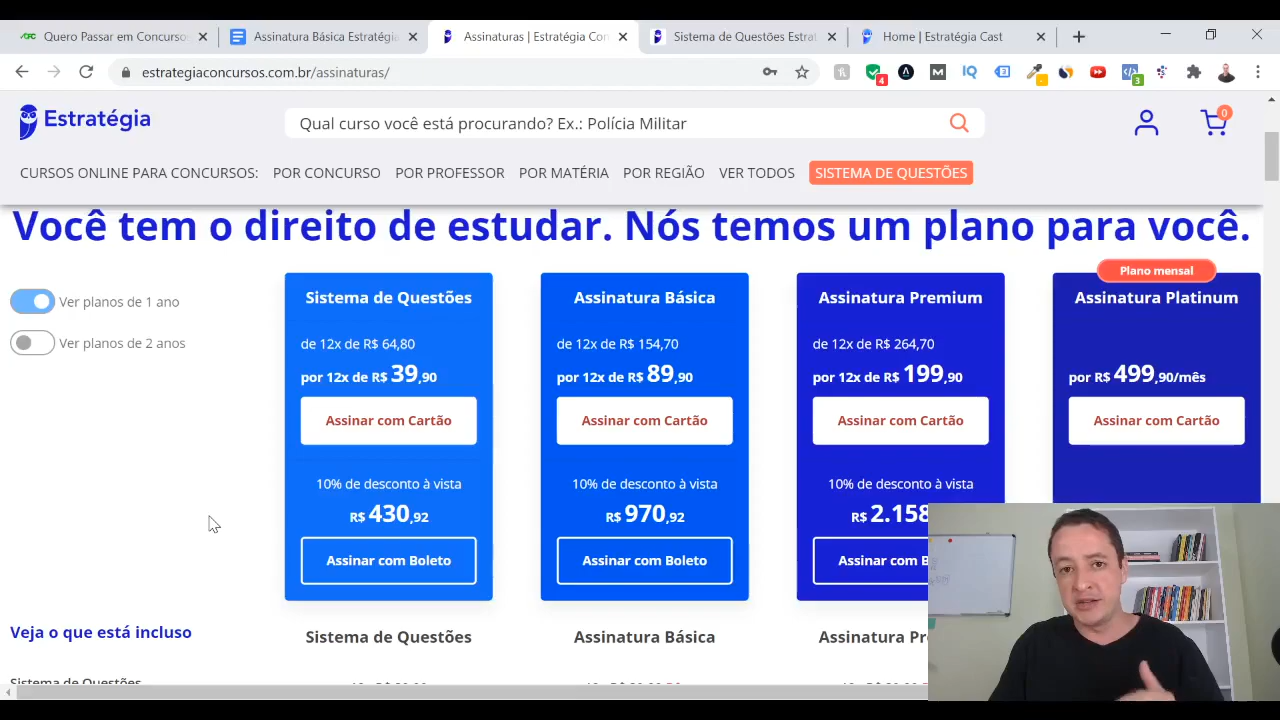 Quero Passar em Concursos
Assinatura Básica Estratégia
Assinaturas | Estratégia Con
Sistema de Questões Estrat
Home | Estratégia Cast
estrategiaconcursos.com.br/assinaturas/
4
3
Estratégia
Qual curso você está procurando? Ex.: Polícia Militar
0
CURSOS ONLINE PARA CONCURSOS:
POR CONCURSO
POR PROFESSOR
POR MATÉRIA
POR REGIÃO
VER TODOS
SISTEMA DE QUESTÕES
Você tem o direito de estudar. Nós temos um plano para você.
Ver planos de 1 ano
Ver planos de 2 anos
Sistema de Questões
de 12x de R$ 64,80
por 12x de R$ 39,90
Assinar com Cartão
10% de desconto à vista
R$ 430,92
Assinar com Boleto
Assinatura Básica
de 12x de R$ 154,70
por 12x de R$ 89,90
Assinar com Cartão
10% de desconto à vista
R$ 970,92
Assinar com Boleto
Assinatura Premium
de 12x de R$ 264,70
por 12x de R$ 199,90
Assinar com Cartão
10% de desconto à vista
R$ 2.158
Assinar com B
Plano mensal
Assinatura Platinum
por R$ 499,90/mês
Assinar com Cartão
Veja o que está incluso
Sistema de Questões
Assinatura Básica
Assinatura Pr
Sistema de Questões